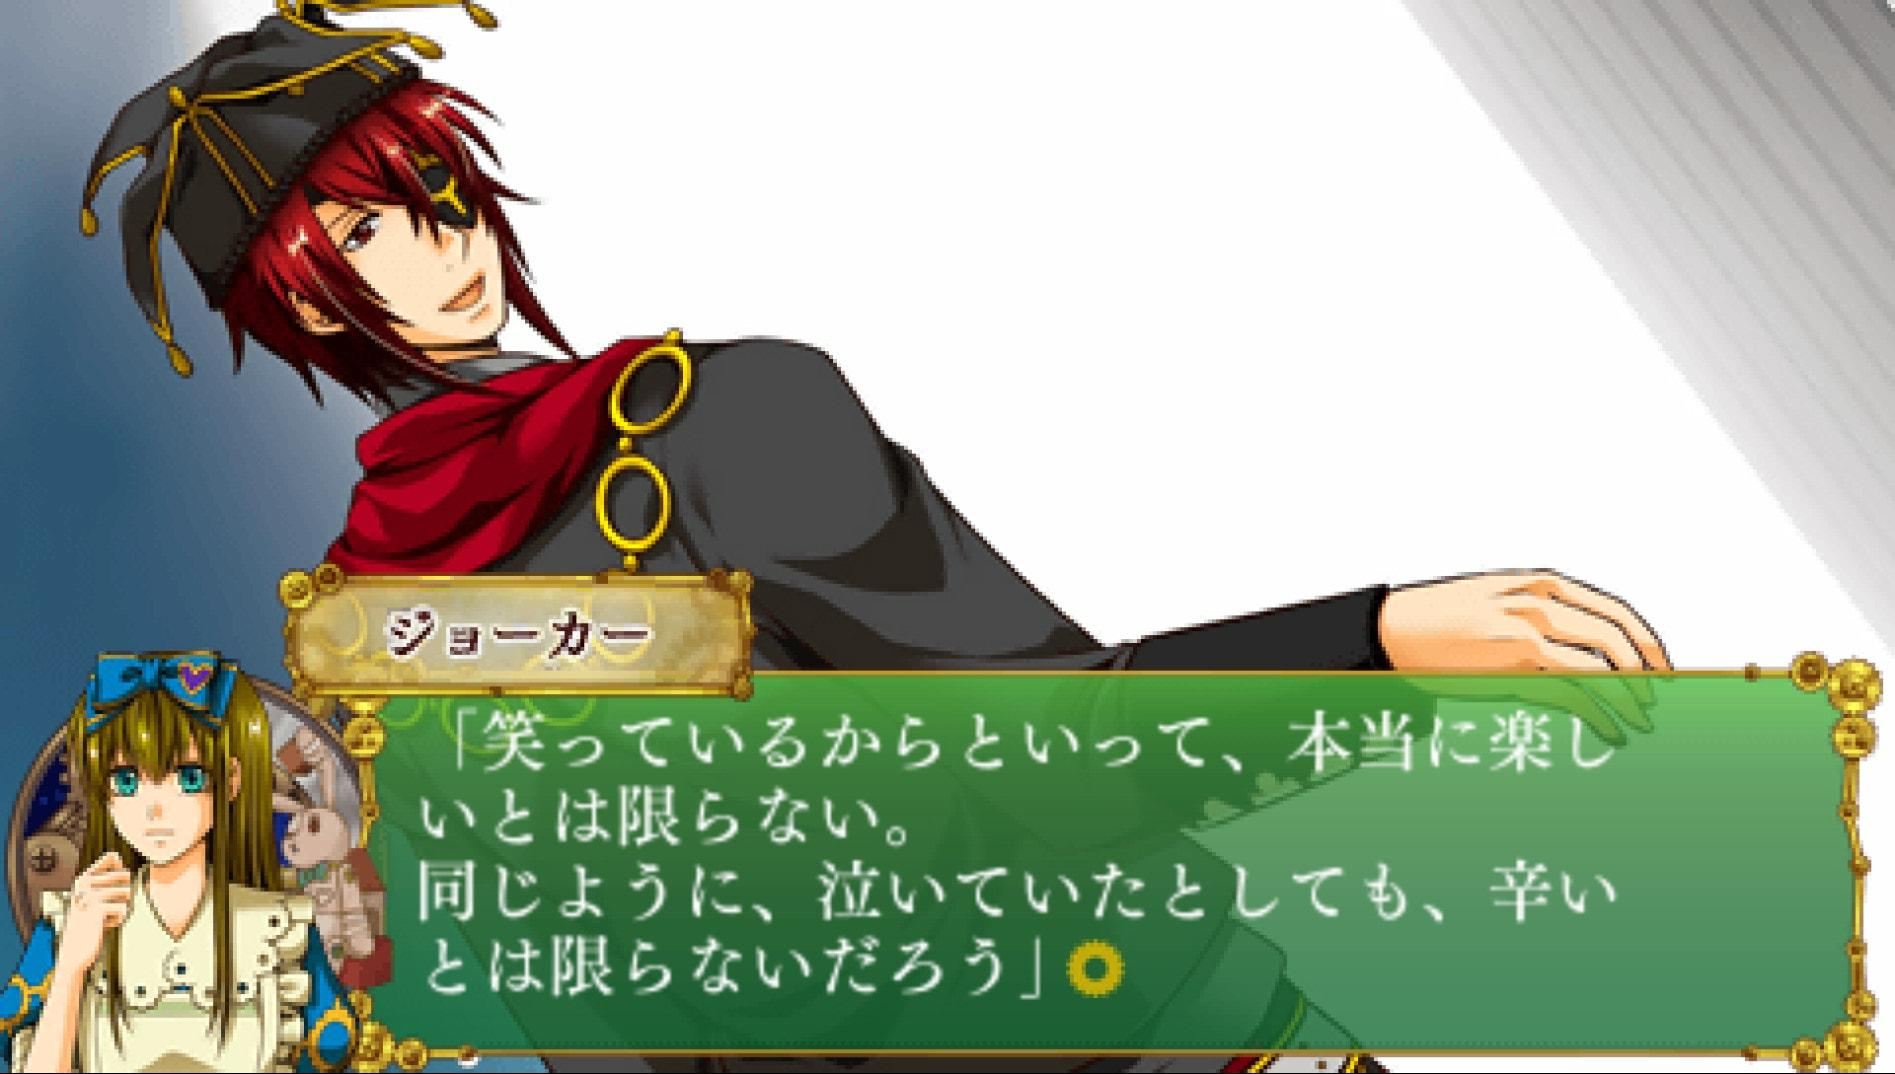 ジョーカー
「笑っているからといって、本当に楽し
いとは限らない。
同じように、泣いていたとしても、辛い
とは限らないだろう」